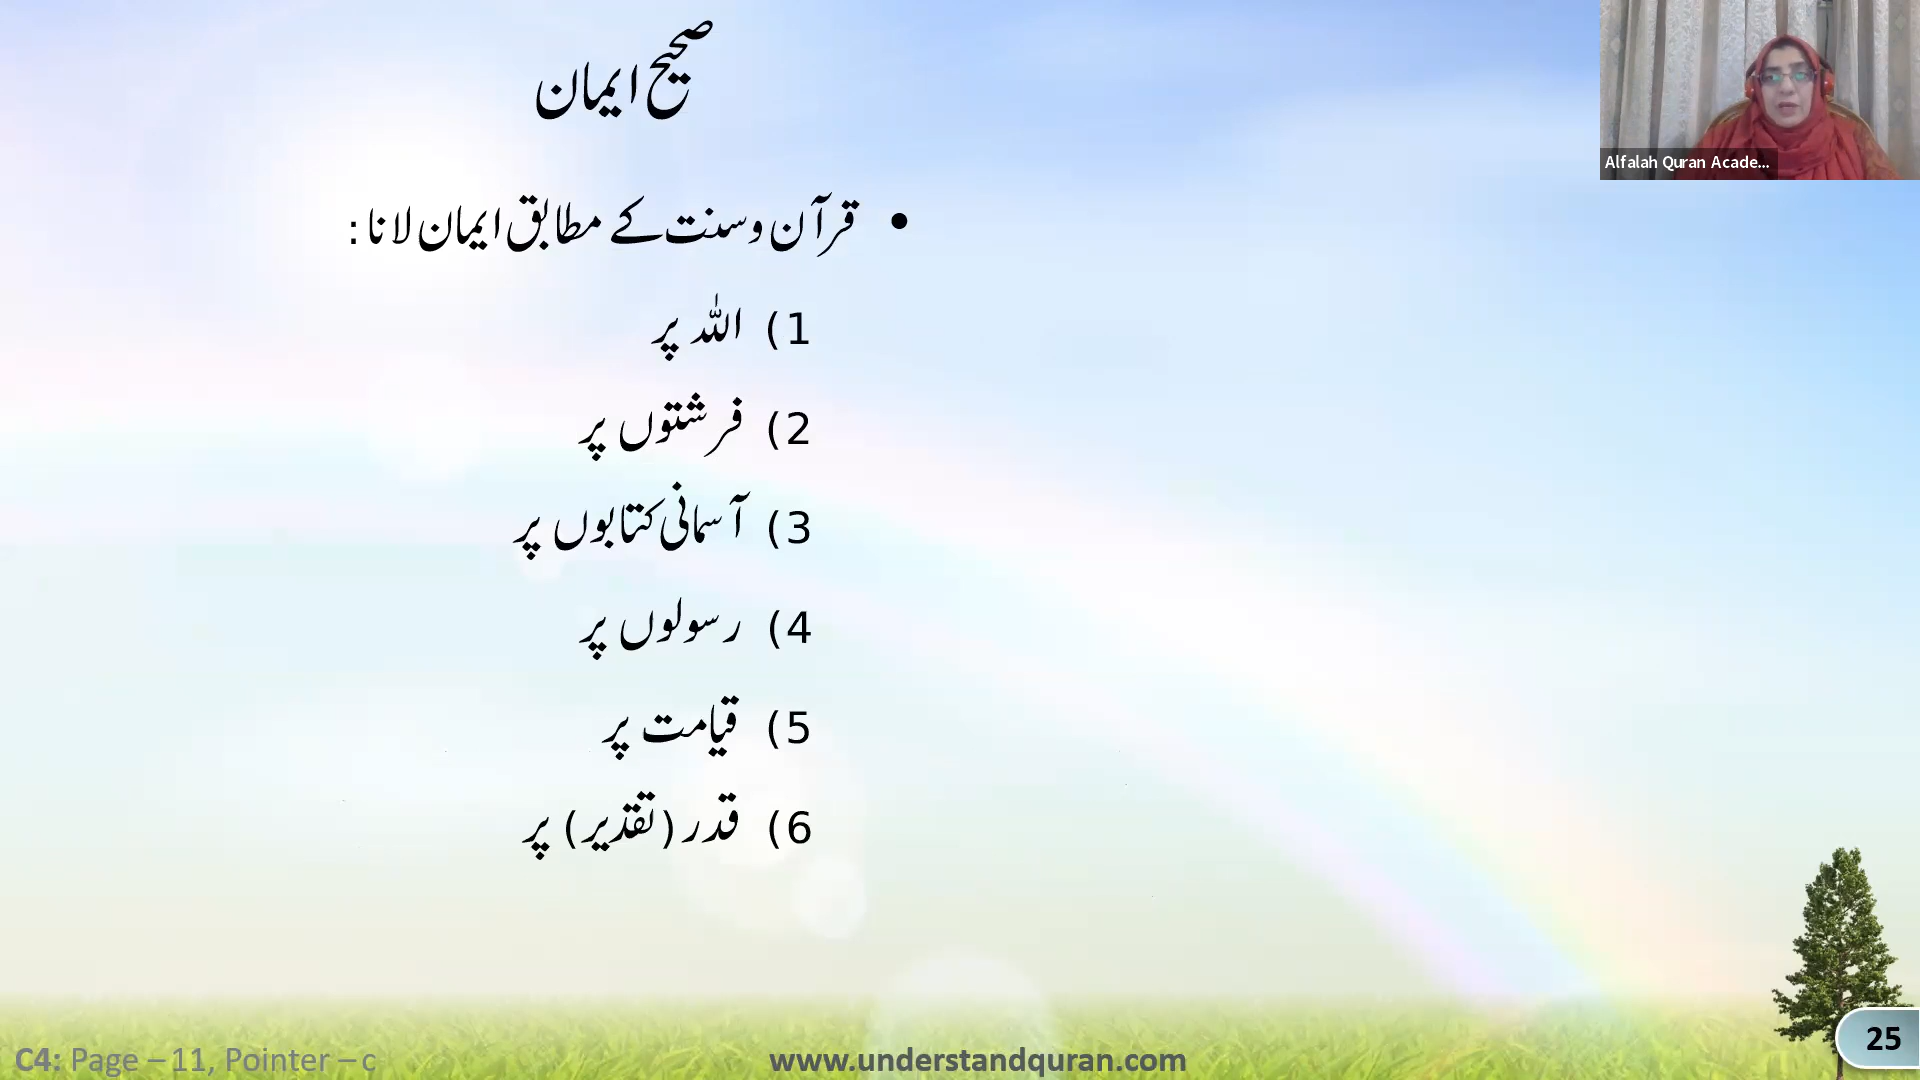 صحیح ایمان
Alfalah Quran Acade...
• قرآن و سنت کے مطابق ایمان لانا:
1) اللہ پر
2) فرشتوں پر
3) آسمانی کتابوں پر
4) رسولوں پر
5) قیامت پر
6) قدر (تقدیر) پر
C4: Page – 11, Pointer – c
www.understandquran.com
25